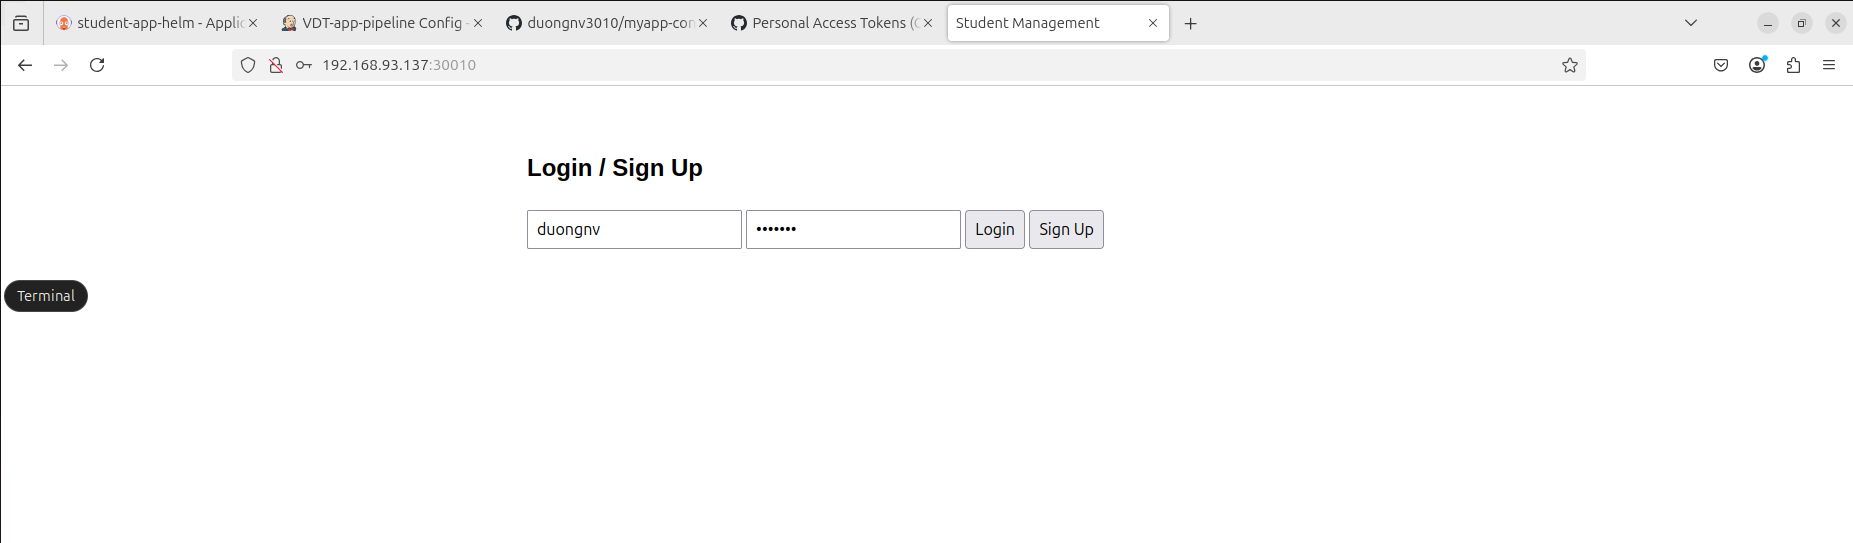 student-app-helm - Applic
VDT-app-pipeline Config -
duongnv3010/myapp-con
Personal Access Tokens (C
Student Management
192.168.93.137:30010
Login / Sign Up
duongnv
•••••••
Login
Sign Up
Terminal